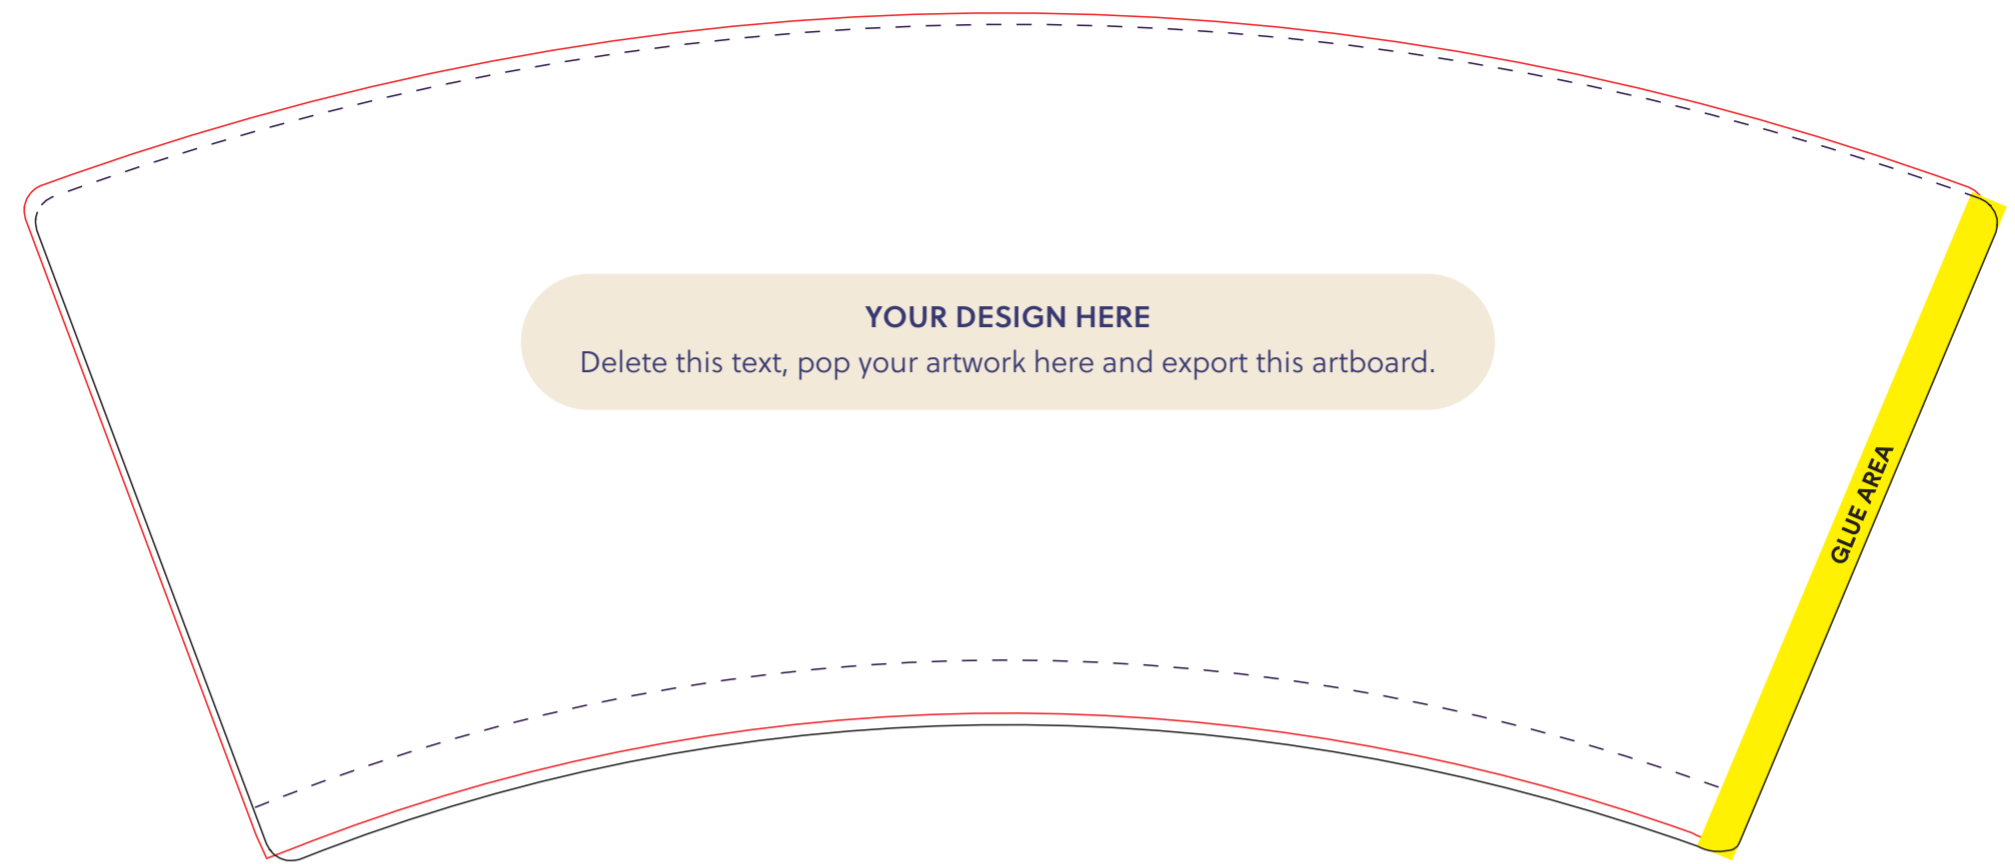 YOUR DESIGN HERE
Delete this text, pop your artwork here and export this artboard.
GLUE AREA